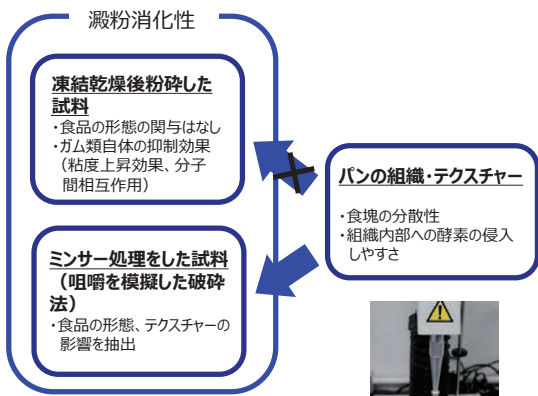 澱粉消化性
凍結乾燥後粉砕した
試料
・食品の形態の関与はなし
・ガム類自体の抑制効果
（粘度上昇効果、分子
間相互作用）
パンの組織・テクスチャー
・食塊の分散性
・組織内部への酵素の侵入
しやすさ
ミンサー処理をした試料
（咀嚼を模擬した破砕
法）
・食品の形態、テクスチャーの
影響を抽出